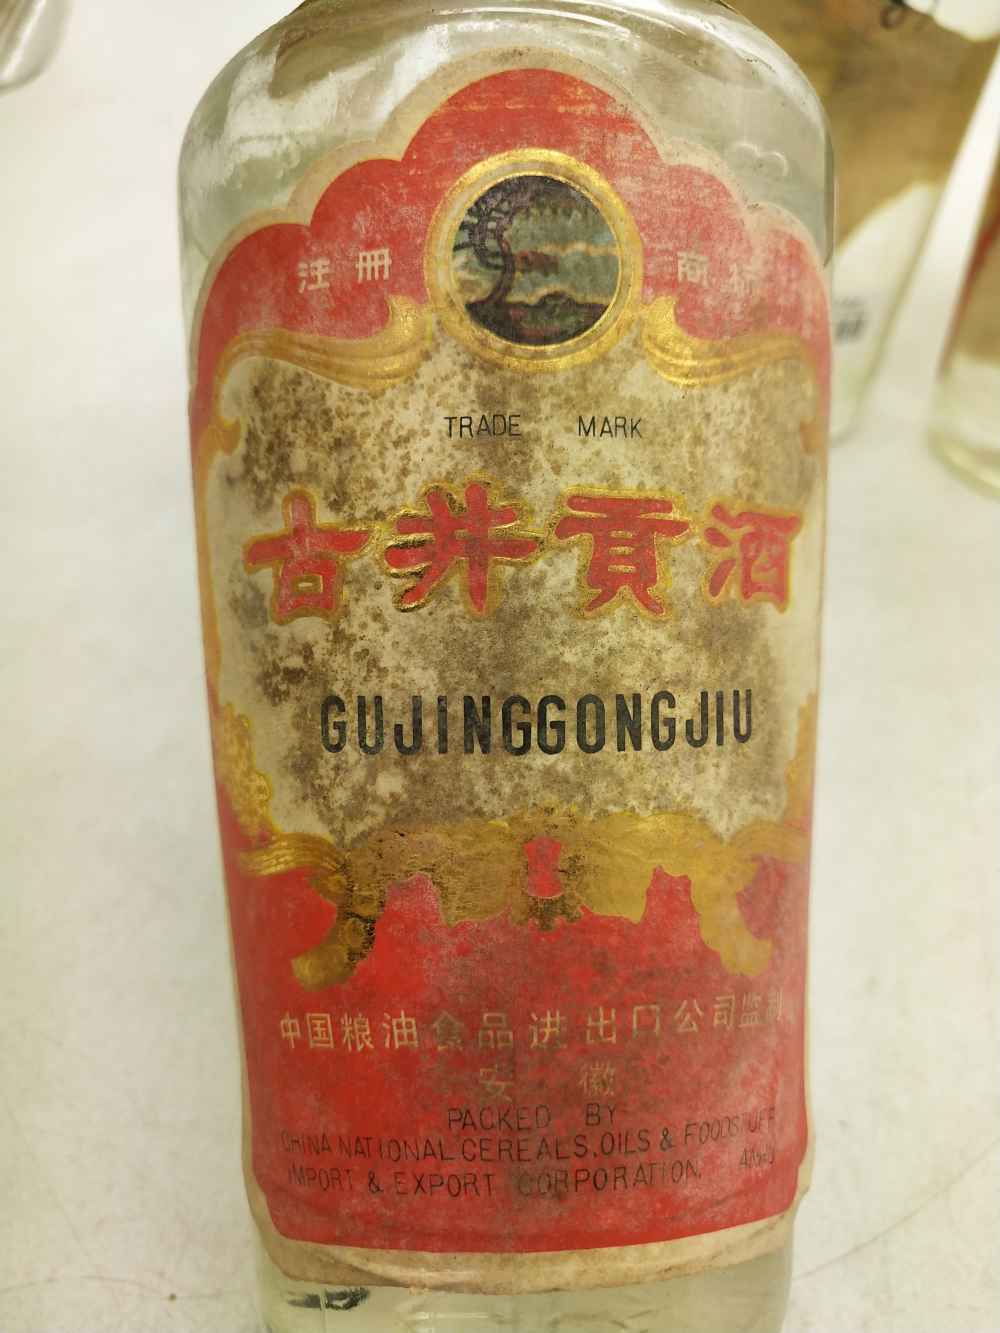 注册 商标
TRADE MARK
古井贡酒
GUJINGGONGJIU
中国粮油食品进出口公司监制
安徽
PACKED BY
CHINA NATIONAL CEREALS, OILS & FOODSTUFF
IMPORT & EXPORT CORPORATION.